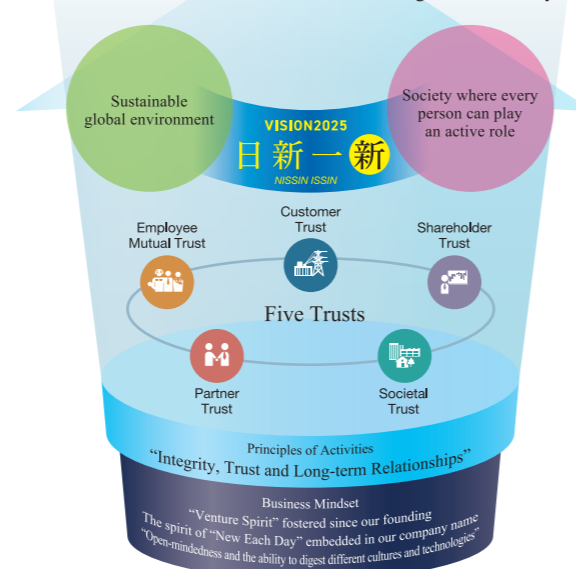 Sustainable
global environment
Society where every
person can play
an active role
VISION2025
日新一新
NISSIN ISSIN
Customer
Trust
Employee
Mutual Trust
Shareholder
Trust
Five Trusts
Partner
Trust
Societal
Trust
Principles of Activities
“Integrity, Trust and Long-term Relationships”
Business Mindset
“Venture Spirit” fostered since our founding
The spirit of “New Each Day” embedded in our company name
“Open-mindedness and the ability to digest different cultures and technologies”